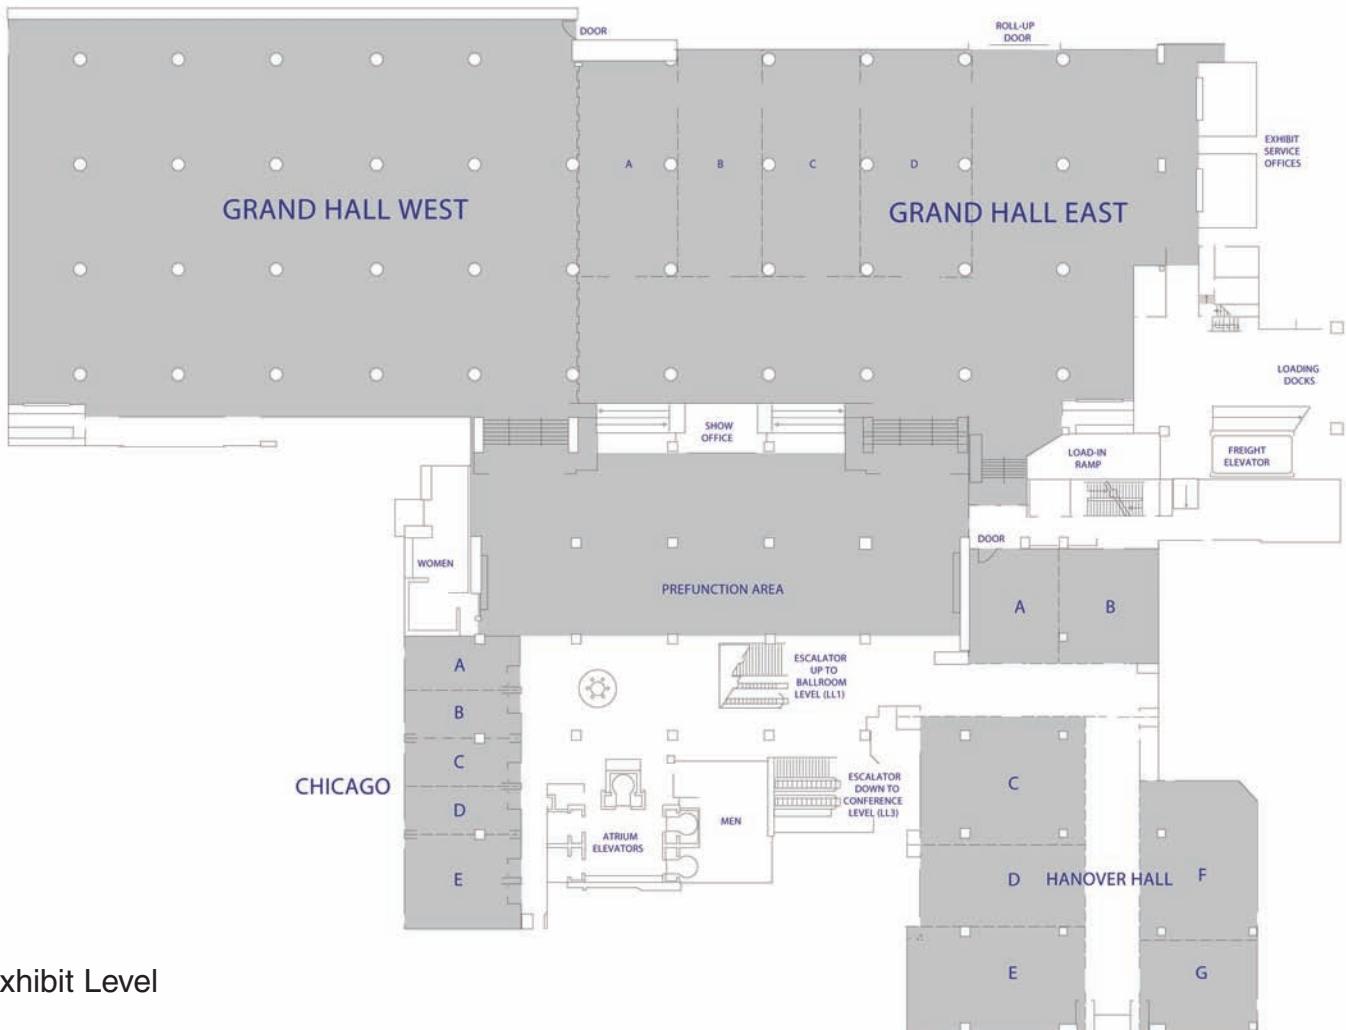 DOOR
ROLL-UP
DOOR
EXHIBIT
SERVICE
OFFICES
A
B
C
D
GRAND HALL WEST
GRAND HALL EAST
LOADING
DOCKS
SHOW
OFFICE
LOAD-IN
RAMP
FREIGHT
ELEVATOR
WOMEN
DOOR
PREFUNCTION AREA
A
B
A
B
C
D
E
CHICAGO
ESCALATOR
UP TO
BALLROOM
LEVEL (LL1)
ESCALATOR
DOWN TO
CONFERENCE
LEVEL (LL3)
MEN
ATRIUM
ELEVATORS
C
D
HANOVER HALL
F
E
G
xhibit Level